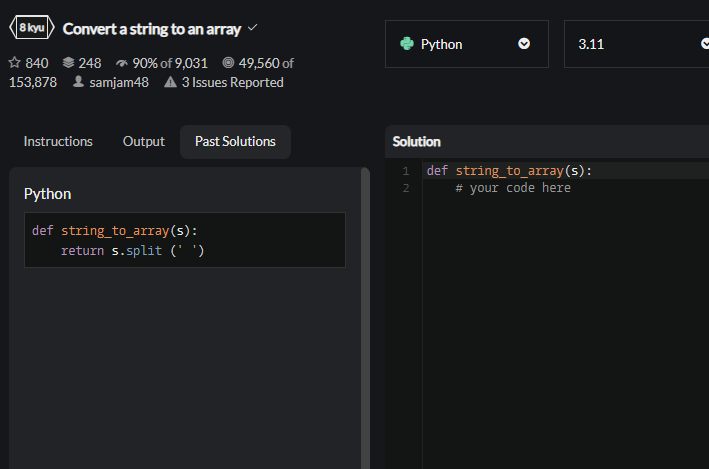 8 kyu Convert a string to an array
Python
3.11
840 248 90% of 9,031 49,560 of
153,878 samjam48 3 Issues Reported
Instructions Output Past Solutions
Python
def string_to_array(s):
return s.split (' ')
Solution
1 def string_to_array(s):
2 # your code here